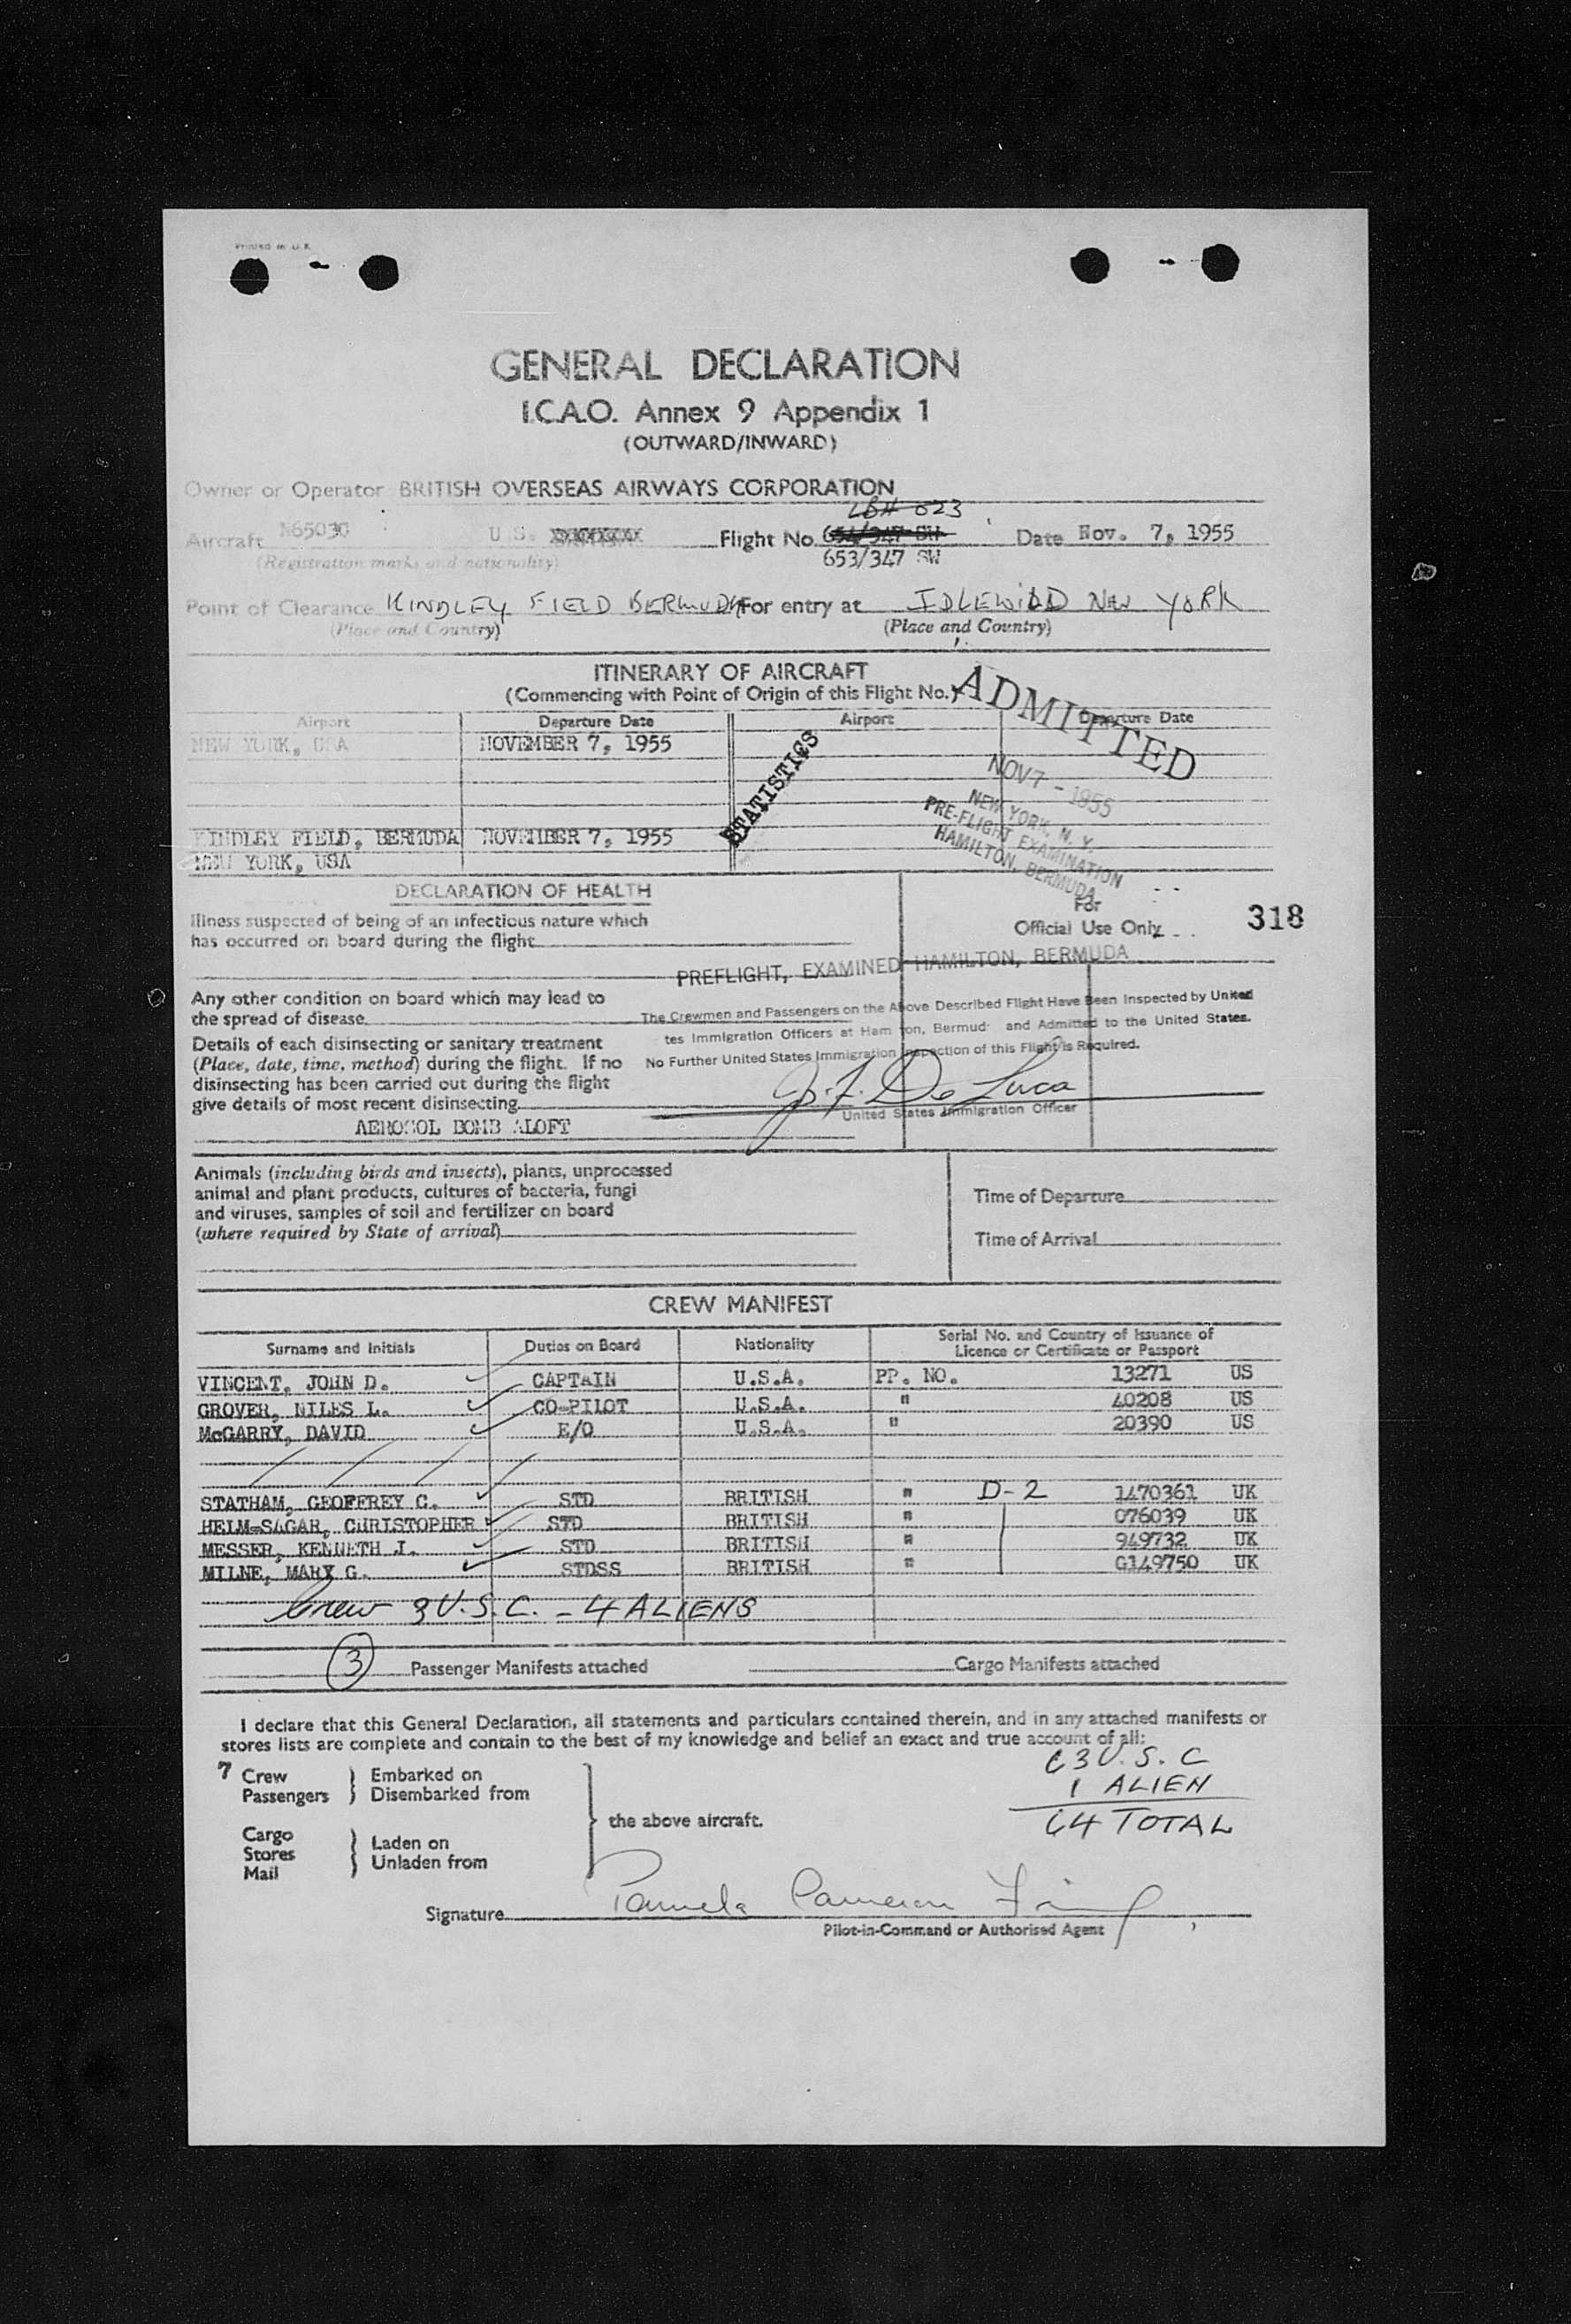 Printed in U.K.
GENERAL DECLARATION
I.C.A.O. Annex 9 Appendix 1
(OUTWARD/INWARD)
Owner or Operator BRITISH OVERSEAS AIRWAYS CORPORATION
023
Aircraft U.S. Flight No. 653/347 SW Date Nov. 7, 1955
(Registration marks and nationality)
Point of Clearance KINDLEY FIELD BERMUDA For entry at IDLEWILD NEW YORK
(Place and Country) (Place and Country)
ITINERARY OF AIRCRAFT
(Commencing with Point of Origin of this Flight No.)
ADMITTED
Airport Departure Date Airport Departure Date
NEW YORK, USA NOVEMBER 7, 1955
STATISTICS
NOV 7 - 1955
NEW YORK, N. Y.
PRE-FLIGHT EXAMINATION
HAMILTON, BERMUDA
KINDLEY FIELD, BERMUDA NOVEMBER 7, 1955
NEW YORK, USA
DECLARATION OF HEALTH
For
Official Use Only
318
Illness suspected of being of an infectious nature which
has occurred on board during the flight
PREFLIGHT, EXAMINED HAMILTON, BERMUDA
Any other condition on board which may lead to
the spread of disease
The Crewmen and Passengers on the Above Described Flight Have Been Inspected by United
tes Immigration Officers at Ham ton, Bermud and Admitted to the United States.
No Further United States Immigration Inspection of this Flight is Required.
Details of each disinsecting or sanitary treatment
(Place, date, time, method) during the flight. If no
disinsecting has been carried out during the flight
give details of most recent disinsecting
J. F. De Luca
United States Immigration Officer
AEROSOL BOMB ALOFT
Animals (including birds and insects), plants, unprocessed
animal and plant products, cultures of bacteria, fungi
and viruses, samples of soil and fertilizer on board
(where required by State of arrival)
Time of Departure
Time of Arrival
CREW MANIFEST
Surname and Initials Duties on Board Nationality Serial No. and Country of Issuance of Licence or Certificate or Passport
VINCENT, JOHN D. CAPTAIN U.S.A. PP. NO. 13271 US
GROVER, NILES L. CO-PILOT U.S.A. " 40208 US
McGARRY, DAVID E/O U.S.A. " 20390 US
STATHAM, GEOFFREY C. STD BRITISH " D-2 1470361 UK
HELM-SAGAR, CHRISTOPHER STD BRITISH " 076039 UK
MESSER, KENNETH J. STD BRITISH " 949732 UK
MILNE, MARY G. STDSS BRITISH " G149750 UK
Crew 3 U.S.C. - 4 ALIENS
3 Passenger Manifests attached Cargo Manifests attached
I declare that this General Declaration, all statements and particulars contained therein, and in any attached manifests or
stores lists are complete and contain to the best of my knowledge and belief an exact and true account of all:
7 Crew Embarked on
Passengers Disembarked from
the above aircraft.
Cargo
Stores
Mail
Laden on
Unladen from
63 U.S.C
1 ALIEN
64 TOTAL
Signature Pamela Cameron
Pilot-in-Command or Authorised Agent